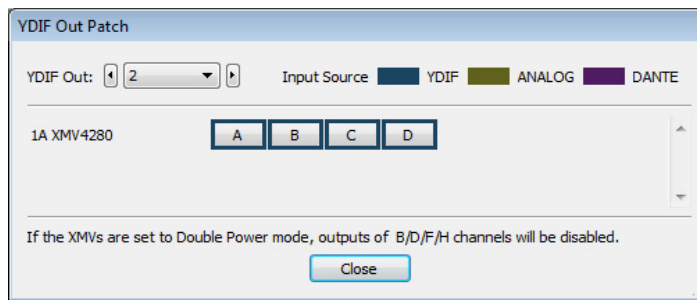 YDIF Out Patch
YDIF Out: 2 Input Source YDIF ANALOG DANTE
1A XMV4280 A B C D
If the XMVs are set to Double Power mode, outputs of B/D/F/H channels will be disabled.
Close